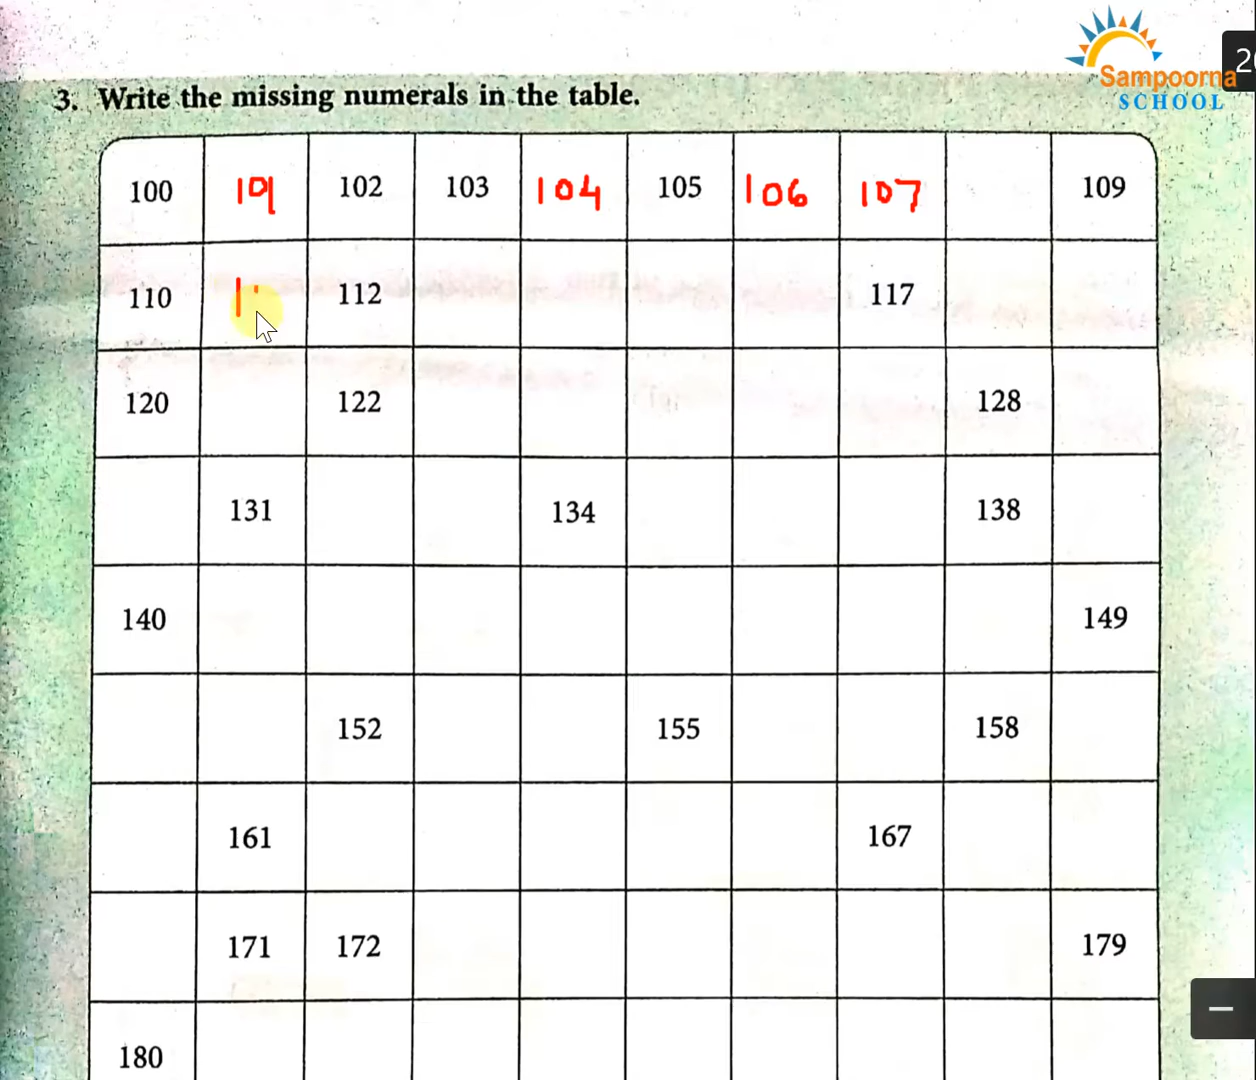 Sampoorna
SCHOOL
3. Write the missing numerals in the table.
100 101 102 103 104 105 106 107 109
110 112 117
120 122 128
131 134 138
140 149
152 155 158
161 167
171 172 179
180